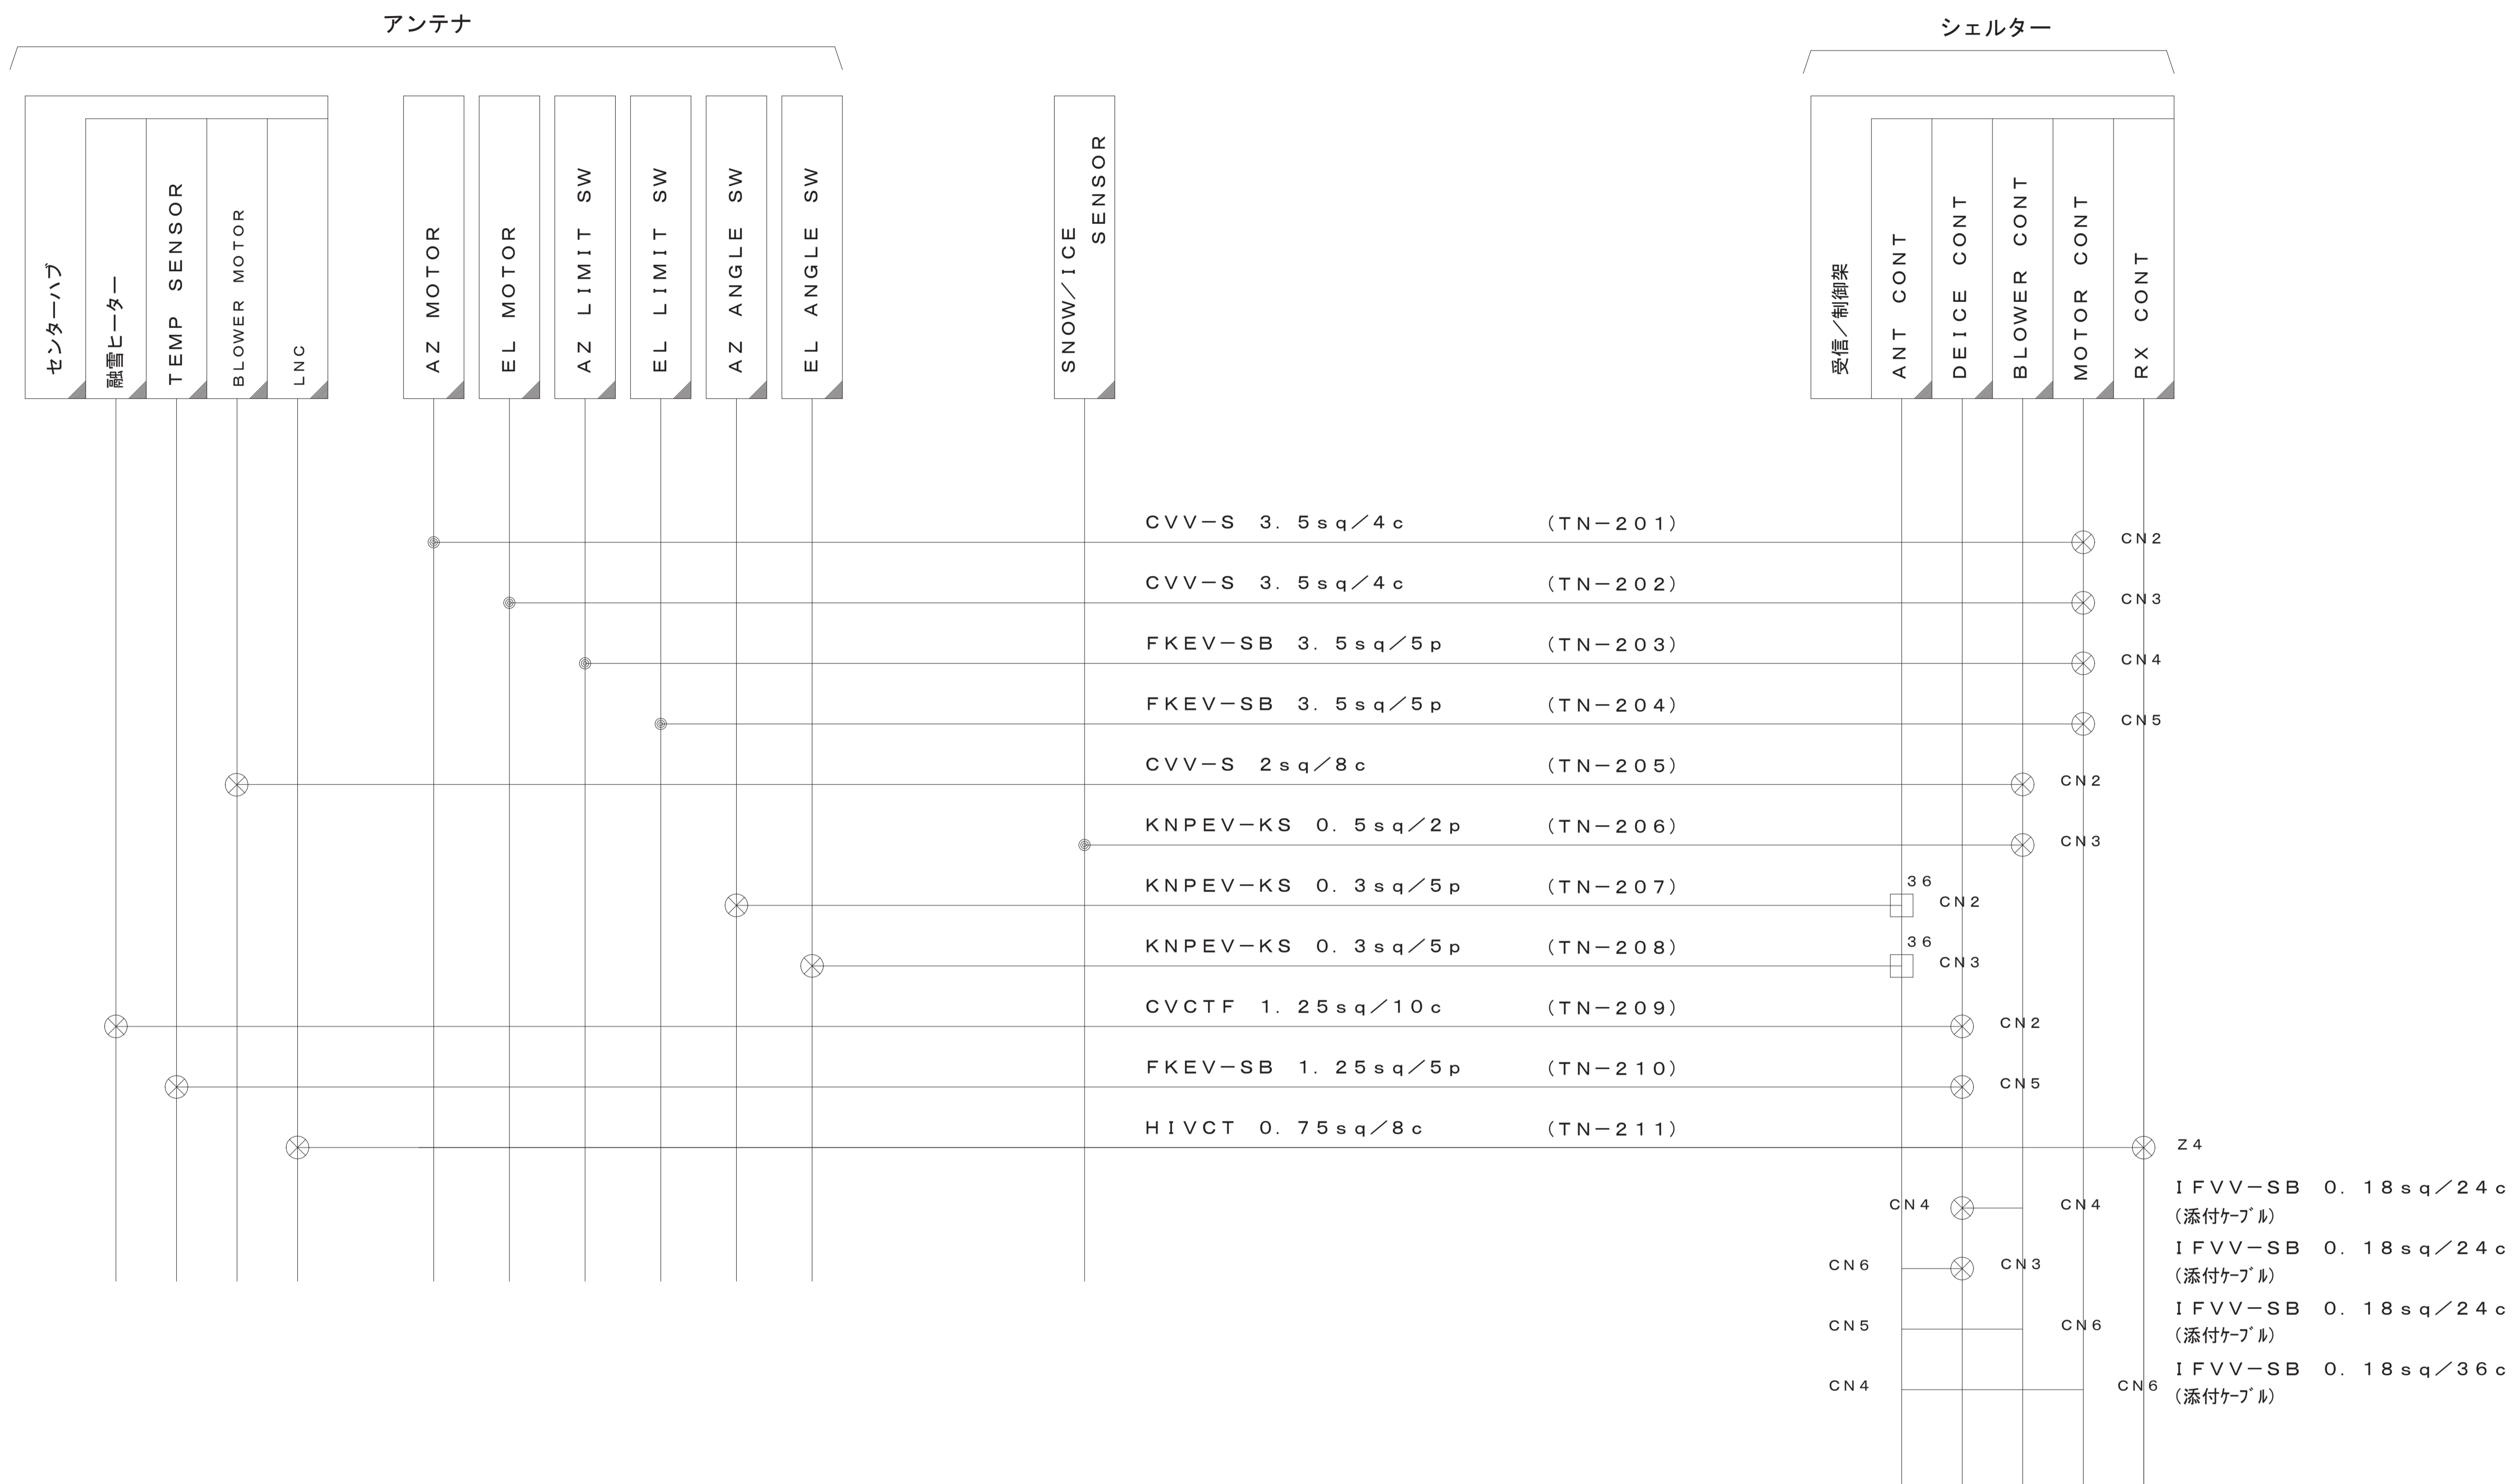 アンテナ
シェルター
センターハブ
融雪ヒーター
ＴＥＭＰ　ＳＥＮＳＯＲ
ＢＬＯＷＥＲ　ＭＯＴＯＲ
ＬＮＣ
ＡＺ　ＭＯＴＯＲ
ＥＬ　ＭＯＴＯＲ
ＡＺ　ＬＩＭＩＴ　ＳＷ
ＥＬ　ＬＩＭＩＴ　ＳＷ
ＡＺ　ＡＮＧＬＥ　ＳＷ
ＥＬ　ＡＮＧＬＥ　ＳＷ
ＳＮＯＷ／ＩＣＥ
ＳＥＮＳＯＲ
受信／制御架
ＡＮＴ　ＣＯＮＴ
ＤＥＩＣＥ　ＣＯＮＴ
ＢＬＯＷＥＲ　ＣＯＮＴ
ＭＯＴＯＲ　ＣＯＮＴ
ＲＸ　ＣＯＮＴ
ＣＶＶ－Ｓ　３．５ｓｑ／４ｃ　（ＴＮ－２０１）　ＣＮ２
ＣＶＶ－Ｓ　３．５ｓｑ／４ｃ　（ＴＮ－２０２）　ＣＮ３
ＦＫＥＶ－ＳＢ　３．５ｓｑ／５ｐ　（ＴＮ－２０３）　ＣＮ４
ＦＫＥＶ－ＳＢ　３．５ｓｑ／５ｐ　（ＴＮ－２０４）　ＣＮ５
ＣＶＶ－Ｓ　２ｓｑ／８ｃ　（ＴＮ－２０５）　ＣＮ２
ＫＮＰＥＶ－ＫＳ　０．５ｓｑ／２ｐ　（ＴＮ－２０６）　ＣＮ３
ＫＮＰＥＶ－ＫＳ　０．３ｓｑ／５ｐ　（ＴＮ－２０７）　３６　ＣＮ２
ＫＮＰＥＶ－ＫＳ　０．３ｓｑ／５ｐ　（ＴＮ－２０８）　３６　ＣＮ３
ＣＶＣＴＦ　１．２５ｓｑ／１０ｃ　（ＴＮ－２０９）　ＣＮ２
ＦＫＥＶ－ＳＢ　１．２５ｓｑ／５ｐ　（ＴＮ－２１０）　ＣＮ５
ＨＩＶＣＴ　０．７５ｓｑ／８ｃ　（ＴＮ－２１１）　Ｚ４
ＣＮ４　ＣＮ４　ＩＦＶＶ－ＳＢ　０．１８ｓｑ／２４ｃ
（添付ｹｰﾌﾞﾙ）
ＣＮ６　ＣＮ３　ＩＦＶＶ－ＳＢ　０．１８ｓｑ／２４ｃ
（添付ｹｰﾌﾞﾙ）
ＣＮ５　ＣＮ６　ＩＦＶＶ－ＳＢ　０．１８ｓｑ／２４ｃ
（添付ｹｰﾌﾞﾙ）
ＣＮ４　ＣＮ６　ＩＦＶＶ－ＳＢ　０．１８ｓｑ／３６ｃ
（添付ｹｰﾌﾞﾙ）